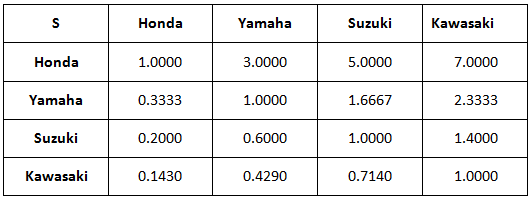 S Honda Yamaha Suzuki Kawasaki
Honda 1.0000 3.0000 5.0000 7.0000
Yamaha 0.3333 1.0000 1.6667 2.3333
Suzuki 0.2000 0.6000 1.0000 1.4000
Kawasaki 0.1430 0.4290 0.7140 1.0000